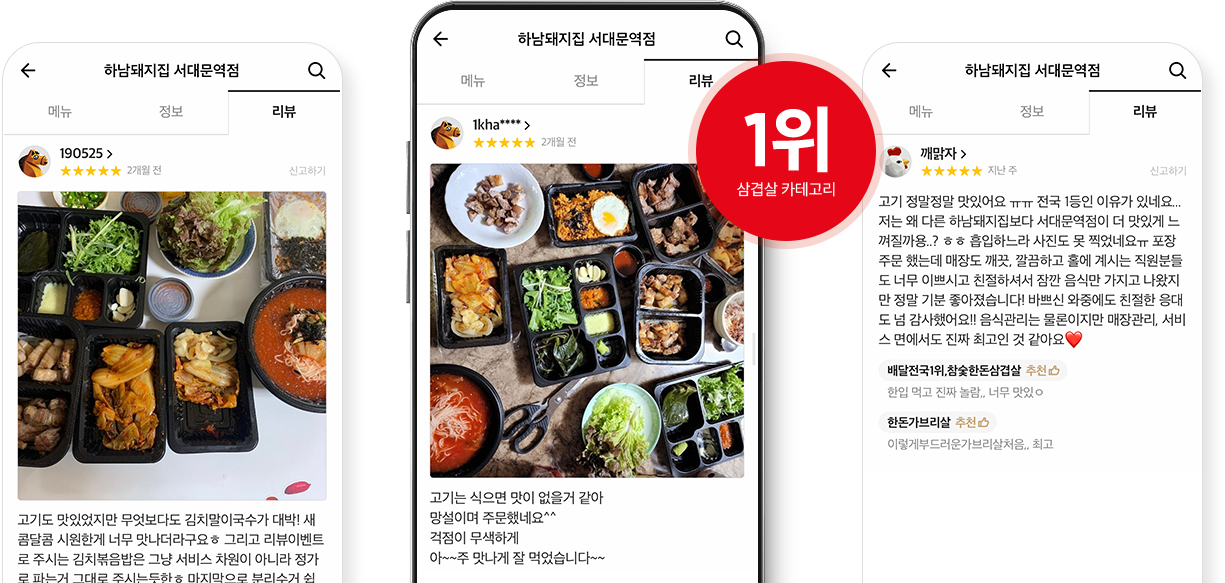 하남돼지집 서대문역점
메뉴
정보
리뷰
190525
2개월 전
신고하기
고기도 맛있었지만 무엇보다도 김치말이국수가 대박! 새
콤달콤 시원한게 너무 맛나더라구요ㅎ 그리고 리뷰이벤트
로 주시는 김치볶음밥은 그냥 서비스 차원이 아니라 정가
로 파는거 그대로 주시는듯한ㅎ 마지막으로 분리수거 쉽
하남돼지집 서대문역점
메뉴
정보
리뷰
1kha****
2개월 전
고기는 식으면 맛이 없을거 같아
망설이며 주문했네요^^
걱점이 무색하게
아~~주 맛나게 잘 먹었습니다~~
1위
삼겹살 카테고리
하남돼지집 서대문역점
메뉴
정보
리뷰
깨맑자
지난 주
신고하기
고기 정말정말 맛있어요 ㅠㅠ 전국 1등인 이유가 있네요...
저는 왜 다른 하남돼지집보다 서대문역점이 더 맛있게 느
껴질까용..? ㅎㅎ 흡입하느라 사진도 못 찍었네요ㅠ 포장
주문 했는데 매장도 깨끗, 깔끔하고 홀에 계시는 직원분들
도 너무 이쁘시고 친절하셔서 잠깐 음식만 가지고 나왔지
만 정말 기분 좋아졌습니다! 바쁘신 와중에도 친절한 응대
도 넘 감사했어요!! 음식관리는 물론이지만 매장관리, 서비
스 면에서도 진짜 최고인 것 같아요❤️
배달전국1위,참숯한돈삼겹살 추천
한입 먹고 진짜 놀람,, 너무 맛있ㅇ
한돈가브리살 추천
이렇게부드러운가브리살처음,, 최고